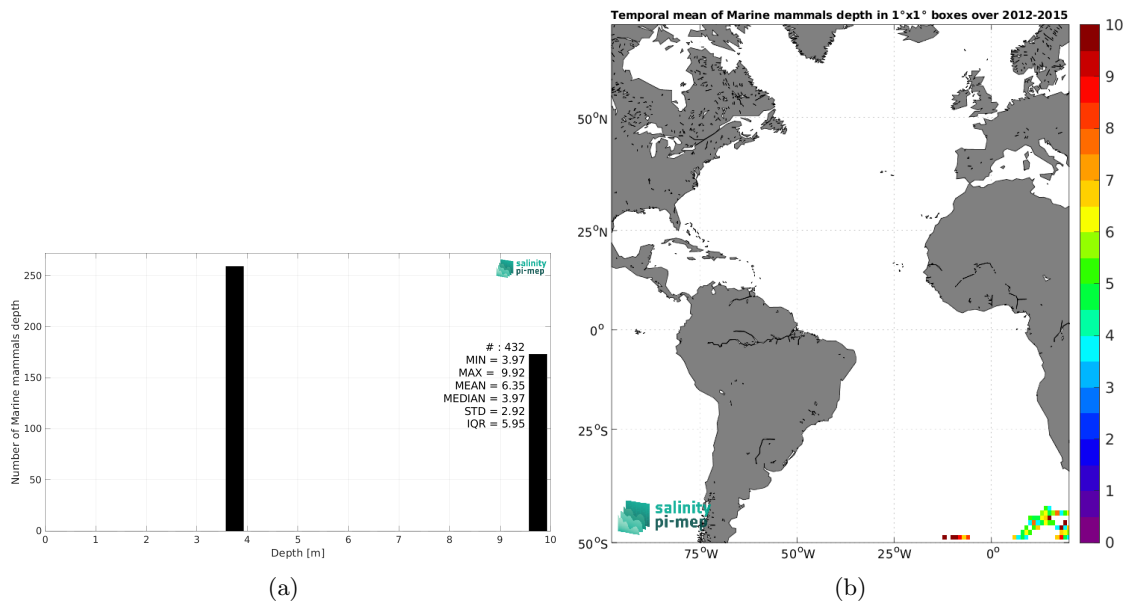 Temporal mean of Marine mammals depth in 1°x1° boxes over 2012-2015
Number of Marine mammals depth
250
200
150
100
50
0
salinity
pi-mep
# : 432
MIN = 3.97
MAX = 9.92
MEAN = 6.35
MEDIAN = 3.97
STD = 2.92
IQR = 5.95
0 1 2 3 4 5 6 7 8 9 10
Depth [m]
(a)
50°N
25°N
0°
25°S
50°S
salinity
pi-mep
75°W 50°W 25°W 0°
10
9
8
7
6
5
4
3
2
1
0
(b)